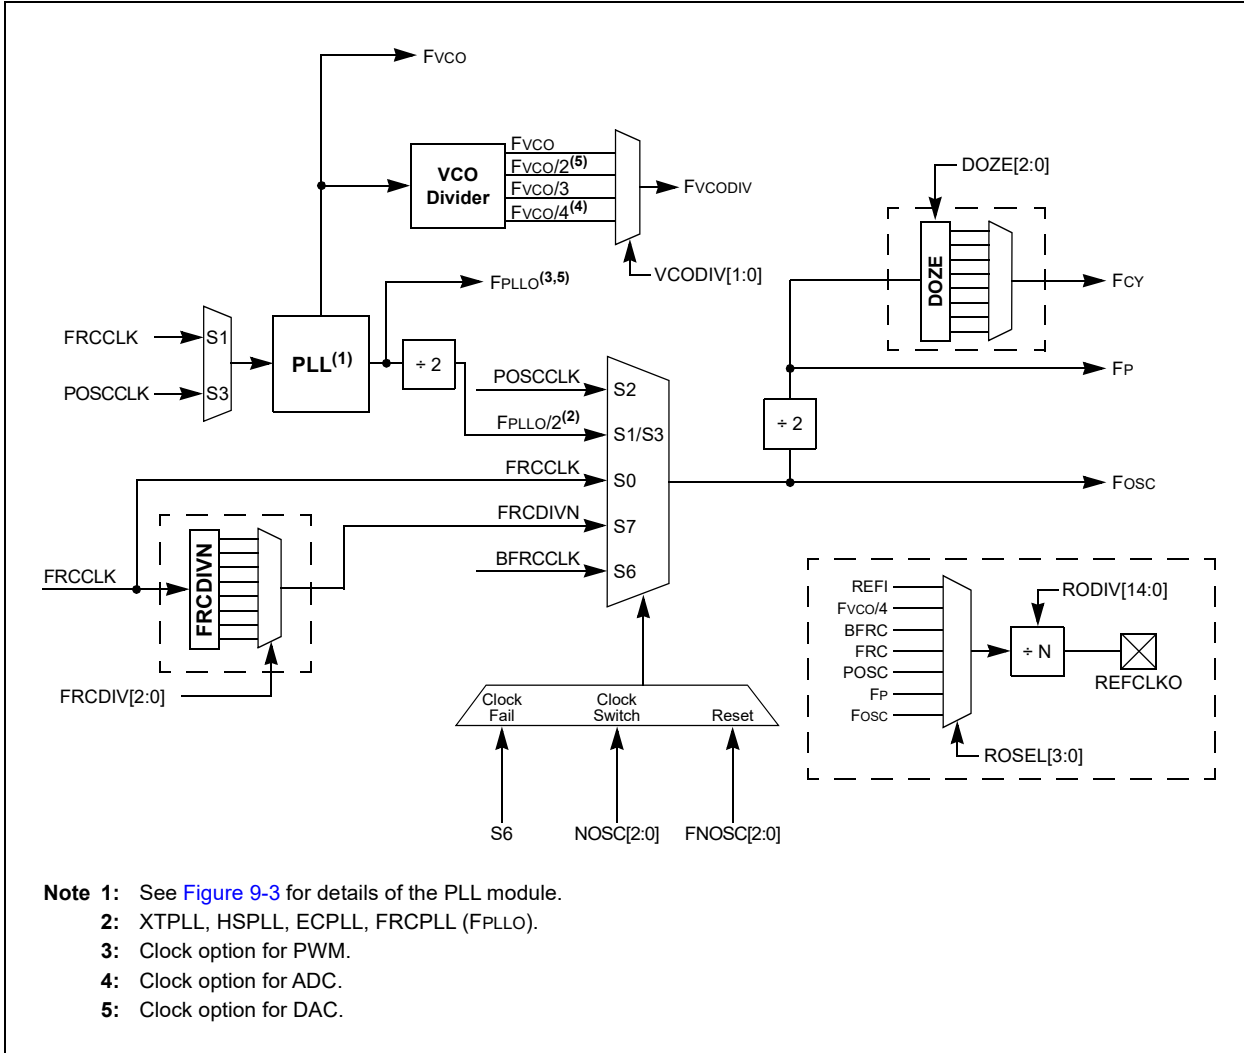 FVCO
VCO
Divider
FVCO
FVCO/2(5)
FVCO/3
FVCO/4(4)
FVCODIV
VCODIV[1:0]
DOZE[2:0]
DOZE
FCY
FPLLO(3,5)
FRCCLK
S1
POSCCLK
S3
PLL(1)
÷ 2
POSCCLK
S2
FPLLO/2(2)
S1/S3
FRCCLK
S0
FRCDIVN
S7
BFRCCLK
S6
FP
÷ 2
FOSC
FRCCLK
FRCDIVN
FRCDIV[2:0]
Clock
Fail
Clock
Switch
Reset
S6
NOSC[2:0]
FNOSC[2:0]
REFI
FVCO/4
BFRC
FRC
POSC
FP
FOSC
RODIV[14:0]
÷ N
REFCLKO
ROSEL[3:0]
Note 1: See Figure 9-3 for details of the PLL module.
2: XTPLL, HSPLL, ECPLL, FRCPLL (FPLLO).
3: Clock option for PWM.
4: Clock option for ADC.
5: Clock option for DAC.